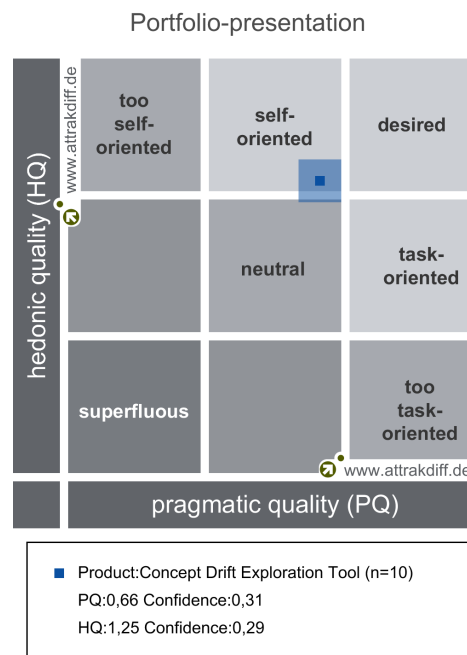 Portfolio-presentation
hedonic quality (HQ)
www.attrakdiff.de
too
self-
oriented
self-
oriented
desired
neutral
task-
oriented
superfluous
too
task-
oriented
www.attrakdiff.de
pragmatic quality (PQ)
Product:Concept Drift Exploration Tool (n=10)
PQ:0,66 Confidence:0,31
HQ:1,25 Confidence:0,29